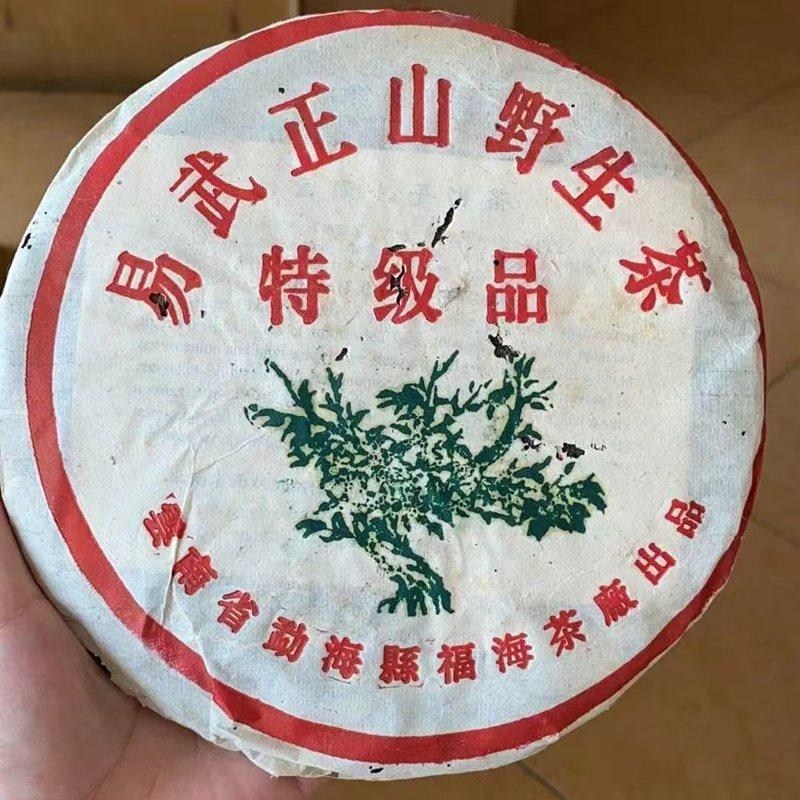 易武正山野生茶
特级品
雲南省勐海縣福海茶廠出品